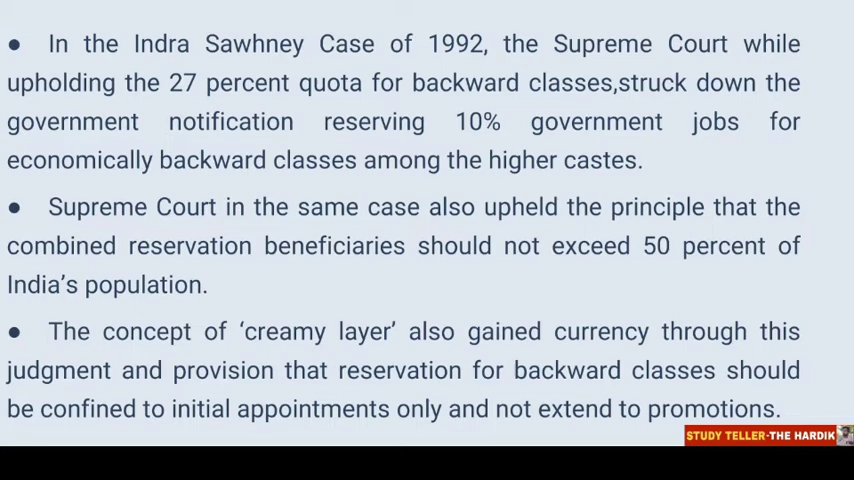 ● In the Indra Sawhney Case of 1992, the Supreme Court while
upholding the 27 percent quota for backward classes,struck down the
government notification reserving 10% government jobs for
economically backward classes among the higher castes.
● Supreme Court in the same case also upheld the principle that the
combined reservation beneficiaries should not exceed 50 percent of
India’s population.
● The concept of ‘creamy layer’ also gained currency through this
judgment and provision that reservation for backward classes should
be confined to initial appointments only and not extend to promotions.
STUDY TELLER-THE HARDIK